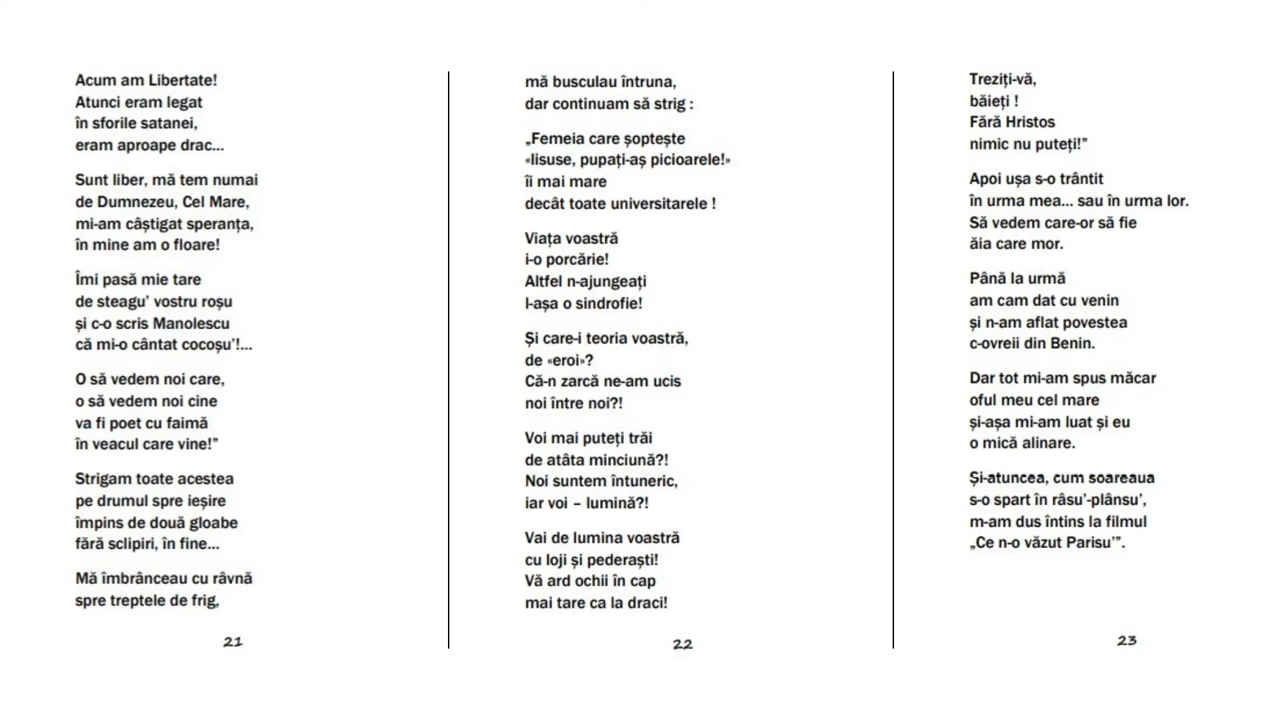 Acum am Libertate!
Atunci eram legat
în sforile satanei,
eram aproape drac...
Sunt liber, mă tem numai
de Dumnezeu, Cel Mare,
mi-am câștigat speranța,
în mine am o floare!
Îmi pasă mie tare
de steagu’ vostru roșu
și c-o scris Manolescu
că mi-o cântat cocoșu’!...
O să vedem noi care,
o să vedem noi cine
va fi poet cu faimă
în veacul care vine!”
Strigam toate acestea
pe drumul spre ieșire
împins de două gloabe
fără sclipiri, în fine...
Mă îmbrânceau cu râvnă
spre treptele de frig,
21
mă busculau întruna,
dar continuam să strig :
„Femeia care șoptește
«Iisuse, pupați-aș picioarele!»
îi mai mare
decât toate universitarele !
Viața voastră
i-o porcărie!
Altfel n-ajungeați
l-așa o sindrofie!
Și care-i teoria voastră,
de «eroi»?
Că-n zarcă ne-am ucis
noi între noi?!
Voi mai puteți trăi
de atâta minciună?!
Noi suntem întuneric,
iar voi – lumină?!
Vai de lumina voastră
cu loji și pederaști!
Vă ard ochii în cap
mai tare ca la draci!
22
Treziți-vă,
băieți !
Fără Hristos
nimic nu puteți!”
Apoi ușa s-o trântit
în urma mea... sau în urma lor.
Să vedem care-or să fie
ăia care mor.
Până la urmă
am cam dat cu venin
și n-am aflat povestea
c-ovreii din Benin.
Dar tot mi-am spus măcar
oful meu cel mare
și-așa mi-am luat și eu
o mică alinare.
Și-atuncea, cum soareaua
s-o spart în râsu’-plânsu’,
m-am dus întins la filmul
„Ce n-o văzut Parisu’”.
23